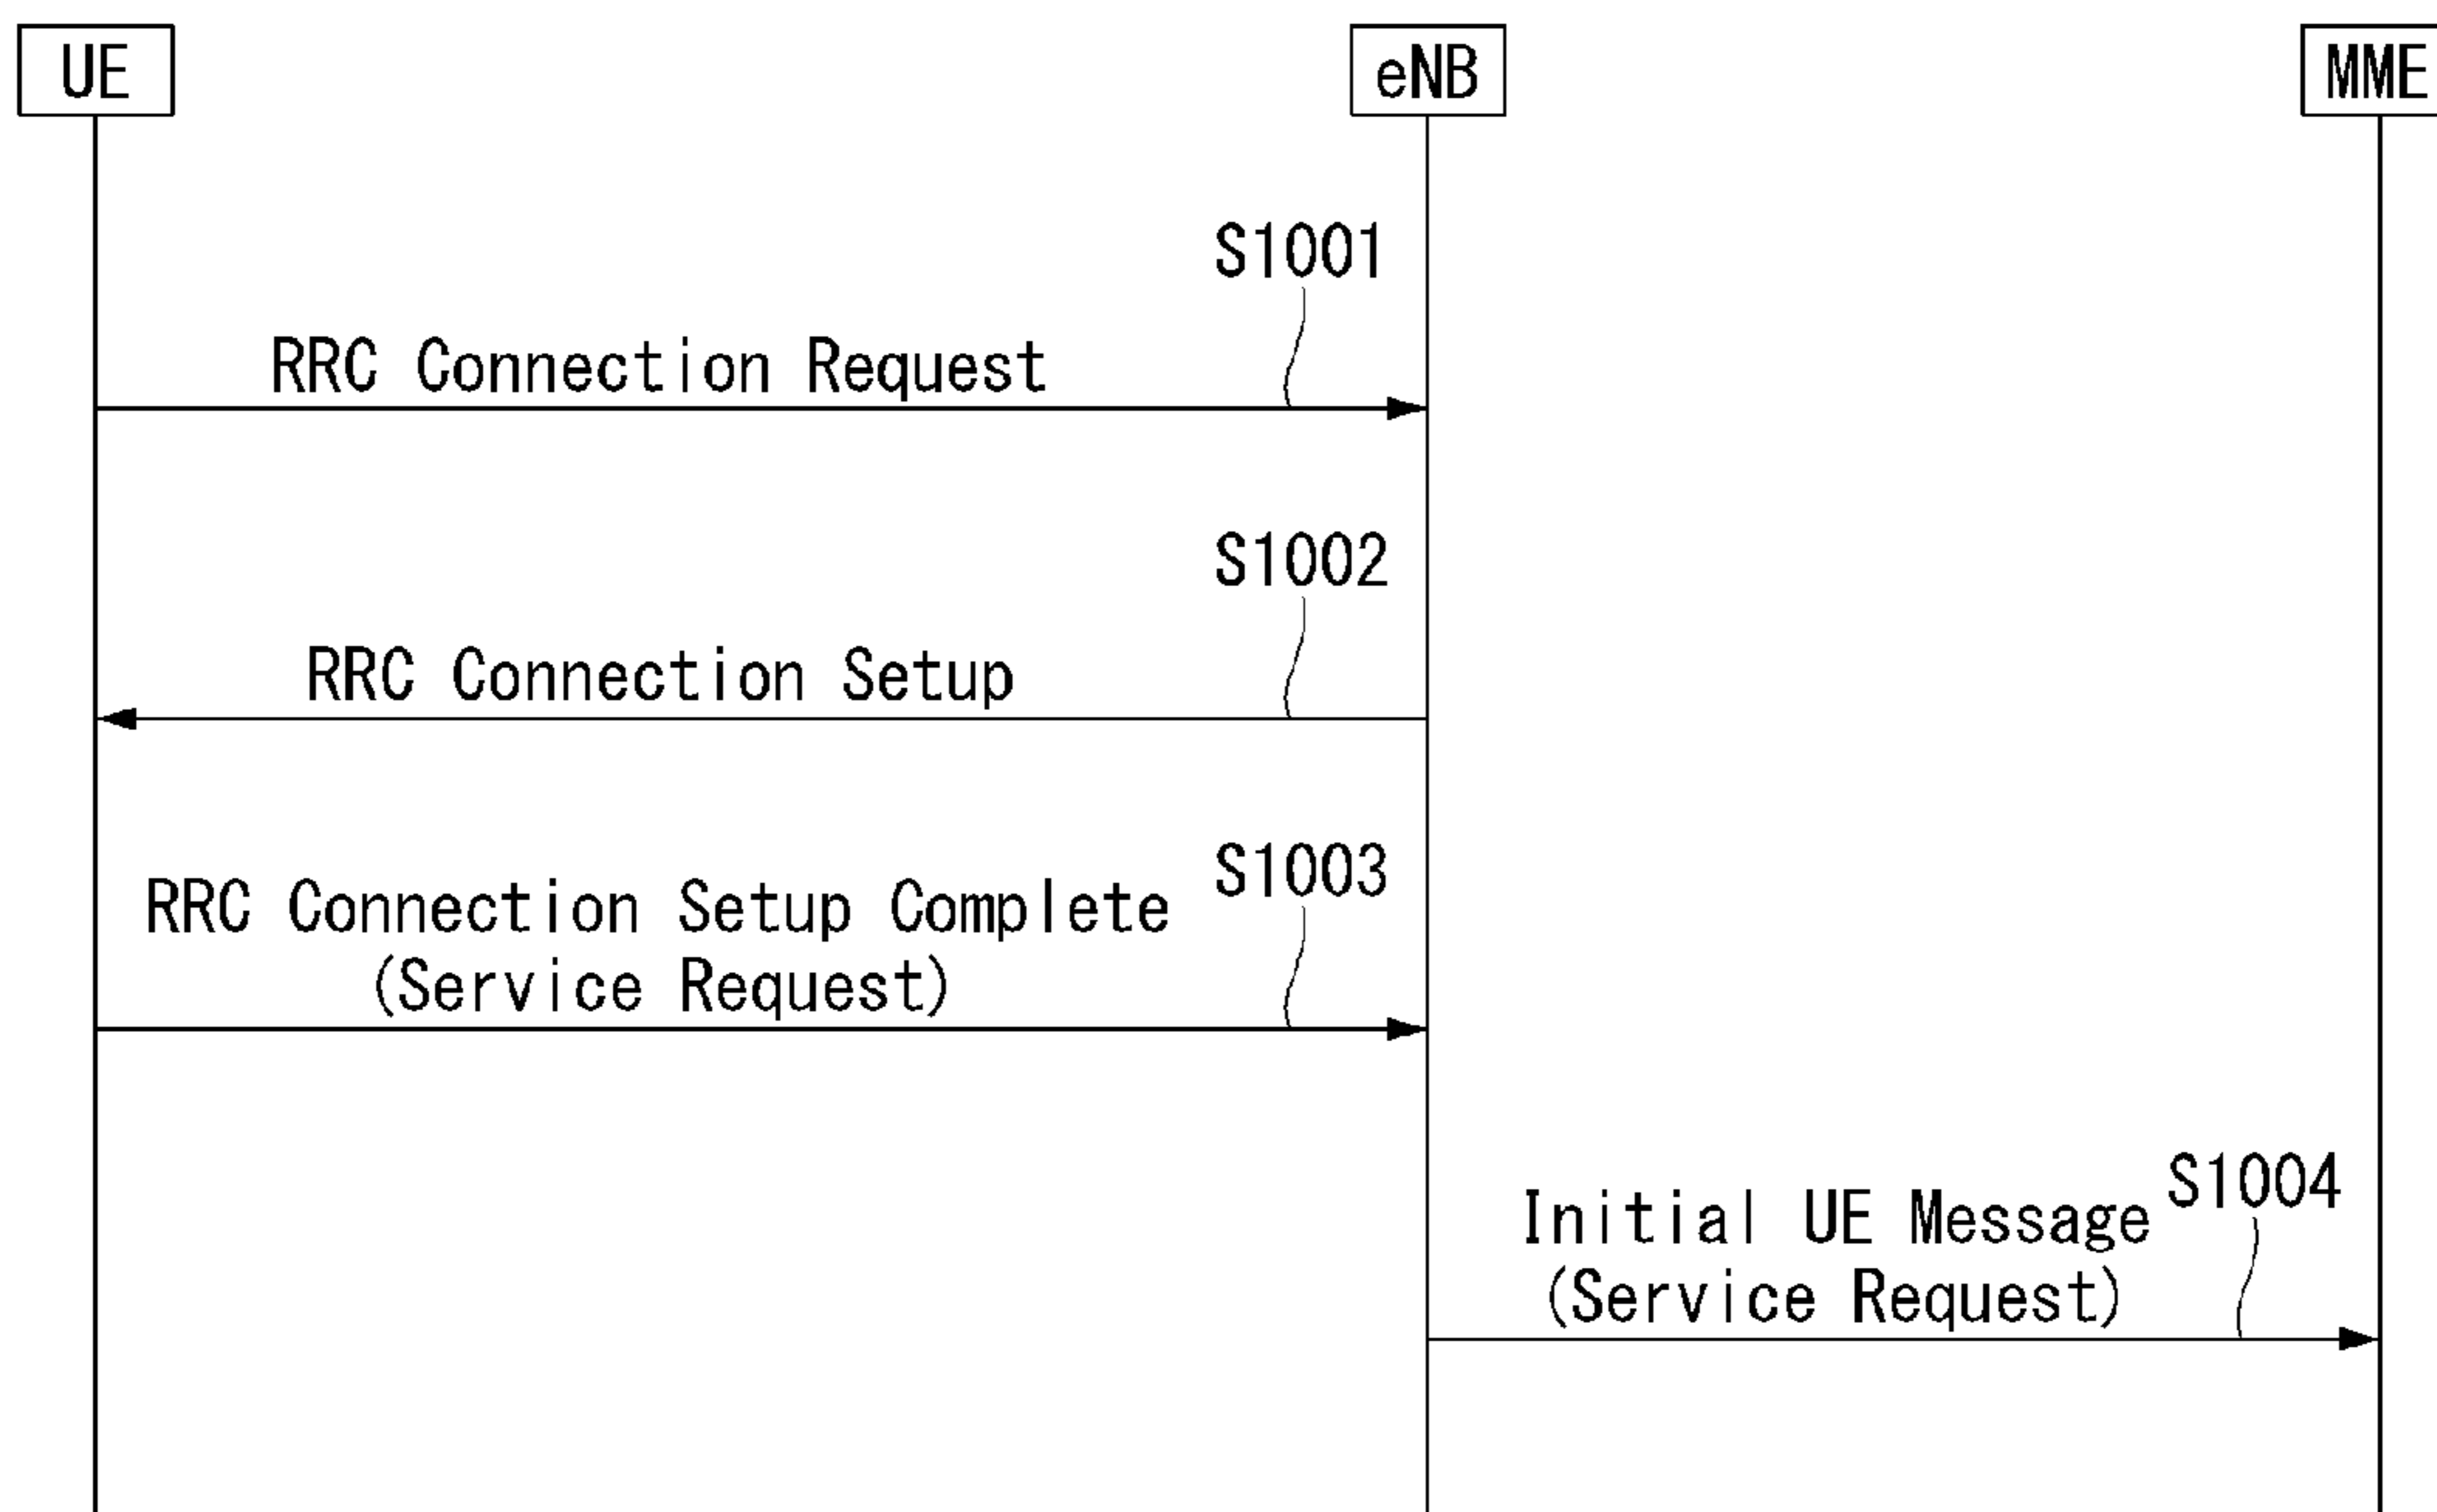 UE
eNB
MME
S1001
RRC Connection Request
S1002
RRC Connection Setup
S1003
RRC Connection Setup Complete
(Service Request)
S1004
Initial UE Message
(Service Request)